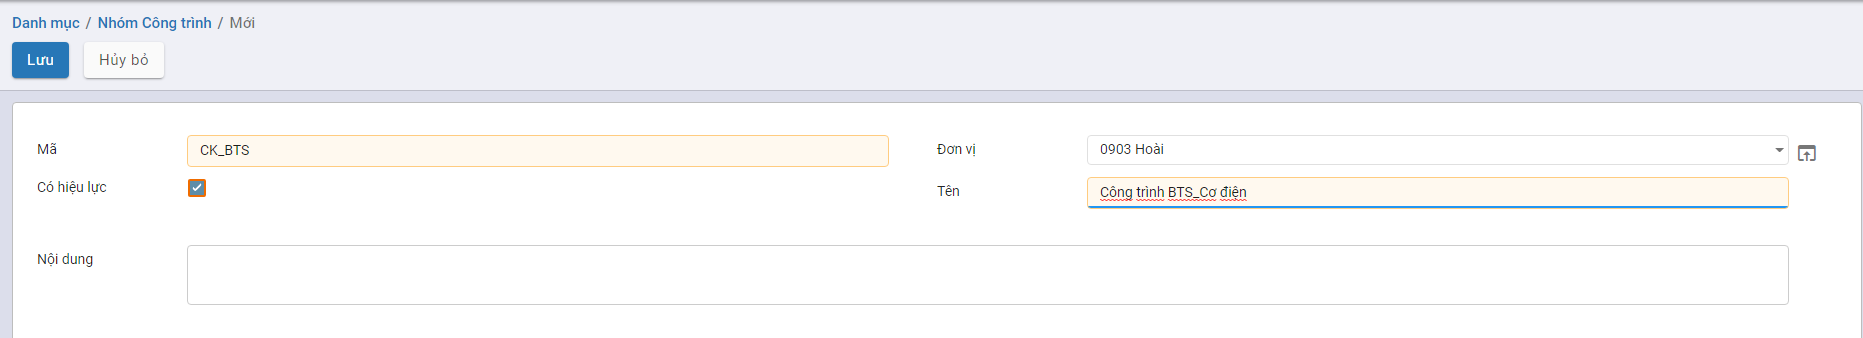 Danh mục / Nhóm Công trình / Mới
Lưu Hủy bỏ
Mã CK_BTS Đơn vị 0903 Hoài
Có hiệu lực Tên Công trình BTS_Cơ điện
Nội dung